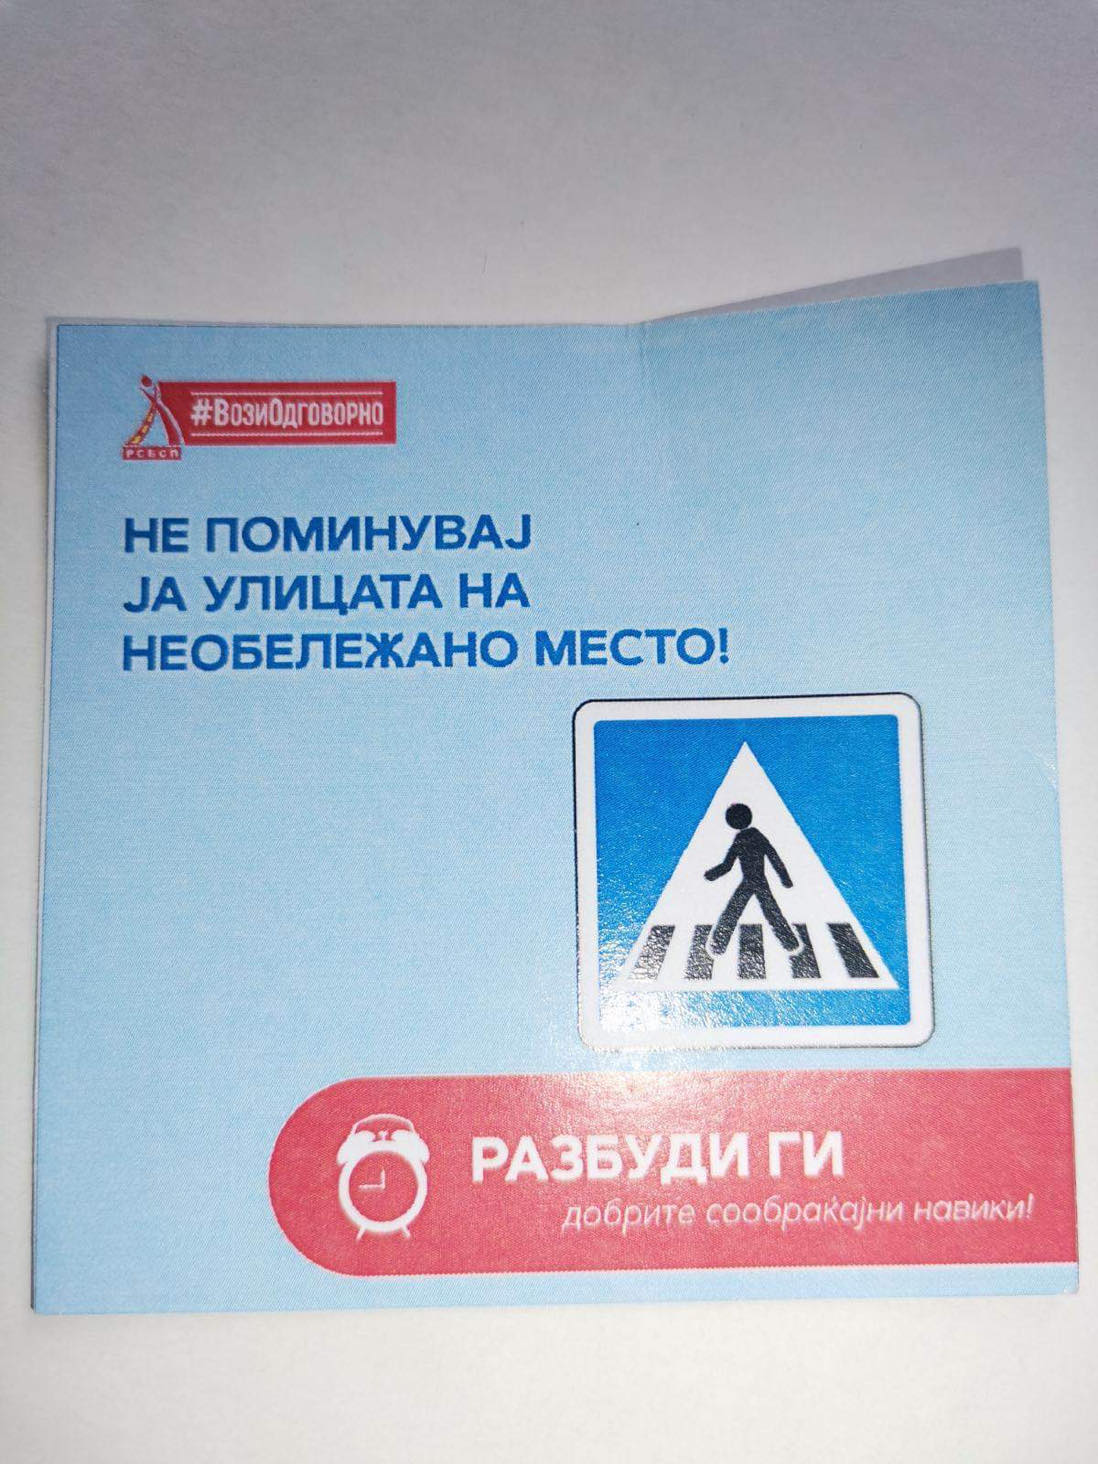 #ВозиОдговорно
РСБСП
НЕ ПОМИНУВАЈ
ЈА УЛИЦАТА НА
НЕОБЕЛЕЖАНО МЕСТО!
РАЗБУДИ ГИ
добрите сообраќајни навики!